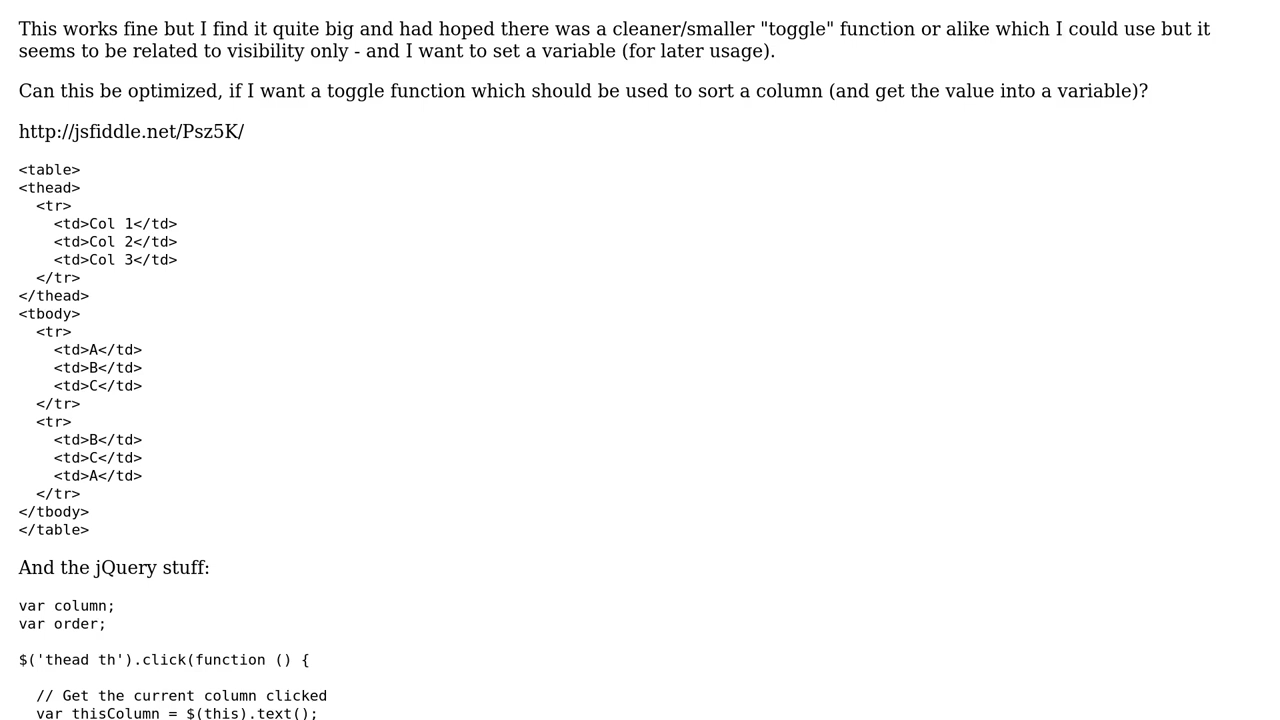 This works fine but I find it quite big and had hoped there was a cleaner/smaller "toggle" function or alike which I could use but it
seems to be related to visibility only - and I want to set a variable (for later usage).
Can this be optimized, if I want a toggle function which should be used to sort a column (and get the value into a variable)?
http://jsfiddle.net/Psz5K/
<table>
<thead>
  <tr>
    <td>Col 1</td>
    <td>Col 2</td>
    <td>Col 3</td>
  </tr>
</thead>
<tbody>
  <tr>
    <td>A</td>
    <td>B</td>
    <td>C</td>
  </tr>
  <tr>
    <td>B</td>
    <td>C</td>
    <td>A</td>
  </tr>
</tbody>
</table>
And the jQuery stuff:
var column;
var order;
$('thead th').click(function () {
  // Get the current column clicked
  var thisColumn = $(this).text();